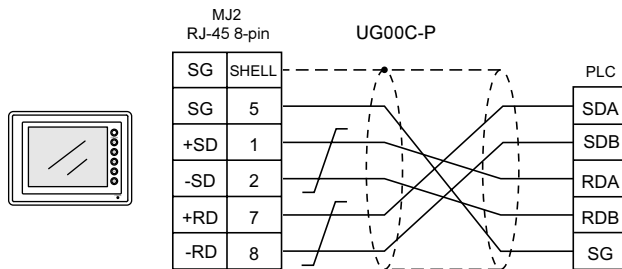 MJ2
RJ-45 8-pin
UG00C-P
PLC
SG SHELL
SG 5 SDA
+SD 1 SDB
-SD 2 RDA
+RD 7 RDB
-RD 8 SG